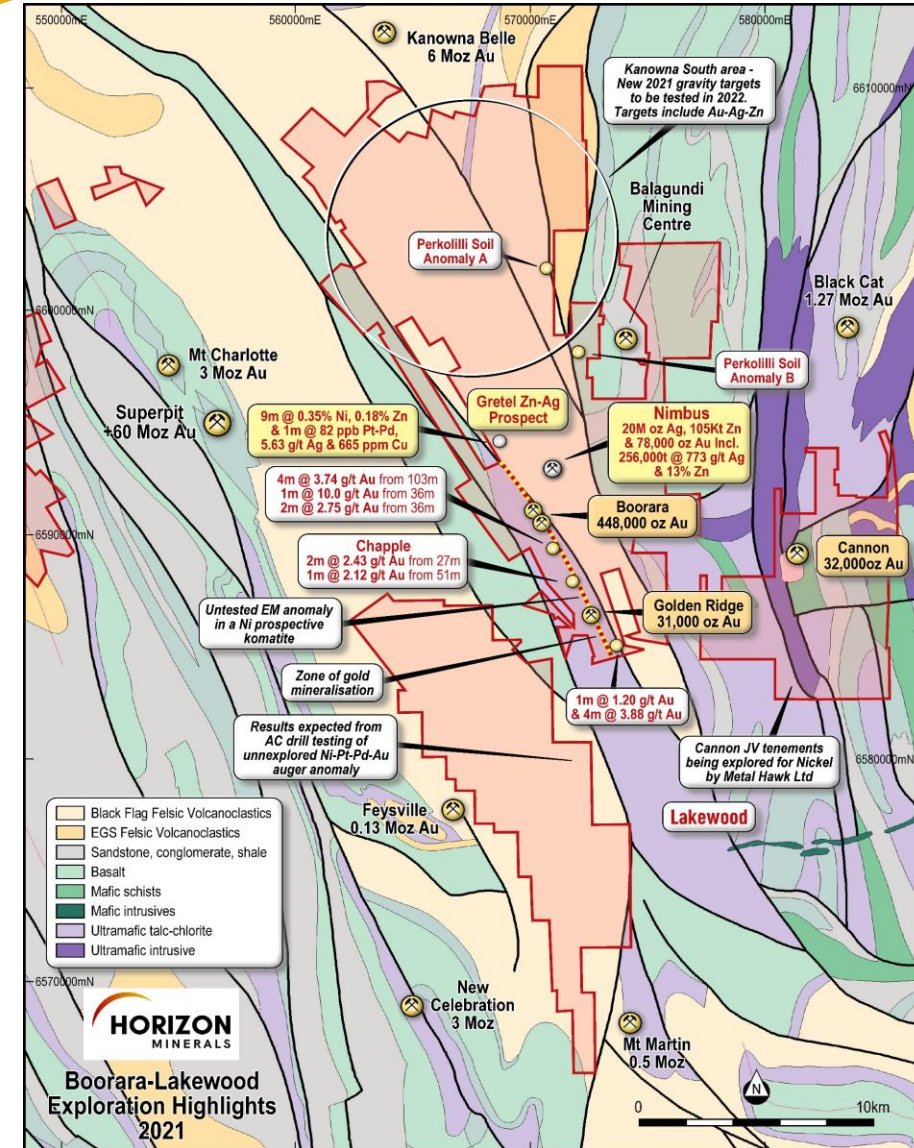 550000mE
560000mE
570000mE
580000mE
Kanowna Belle
6 Moz Au
Kanowna South area -
New 2021 gravity targets
to be tested in 2022.
Targets include Au-Ag-Zn
6610000mN
Balagundi
Mining
Centre
Perkolilli Soil
Anomaly A
Black Cat
1.27 Moz Au
6600000mN
Mt Charlotte
3 Moz Au
Perkolilli Soil
Anomaly B
Superpit
+60 Moz Au
9m @ 0.35% Ni, 0.18% Zn
& 1m @ 82 ppb Pt-Pd,
5.63 g/t Ag & 665 ppm Cu
Gretel Zn-Ag
Prospect
Nimbus
20M oz Ag, 105Kt Zn
& 78,000 oz Au Incl.
256,000t @ 773 g/t Ag
& 13% Zn
4m @ 3.74 g/t Au from 103m
1m @ 10.0 g/t Au from 36m
2m @ 2.75 g/t Au from 36m
Boorara
448,000 oz Au
6590000mN
Cannon
32,000oz Au
Chapple
2m @ 2.43 g/t Au from 27m
1m @ 2.12 g/t Au from 51m
Untested EM anomaly
in a Ni prospective
komatite
Golden Ridge
31,000 oz Au
Zone of gold
mineralisation
1m @ 1.20 g/t Au
& 4m @ 3.88 g/t Au
Results expected from
AC drill testing of
unexplored Ni-Pt-Pd-Au
auger anomaly
Cannon JV tenements
being explored for Nickel
by Metal Hawk Ltd
6580000mN
Feysville
0.13 Moz Au
Lakewood
Black Flag Felsic Volcanoclastics
EGS Felsic Volcanoclastics
Sandstone, conglomerate, shale
Basalt
Mafic schists
Mafic intrusives
Ultramafic talc-chlorite
Ultramafic intrusive
6570000mN
New
Celebration
3 Moz
HORIZON
MINERALS
Mt Martin
0.5 Moz
Boorara-Lakewood
Exploration Highlights
2021
N
0
10km